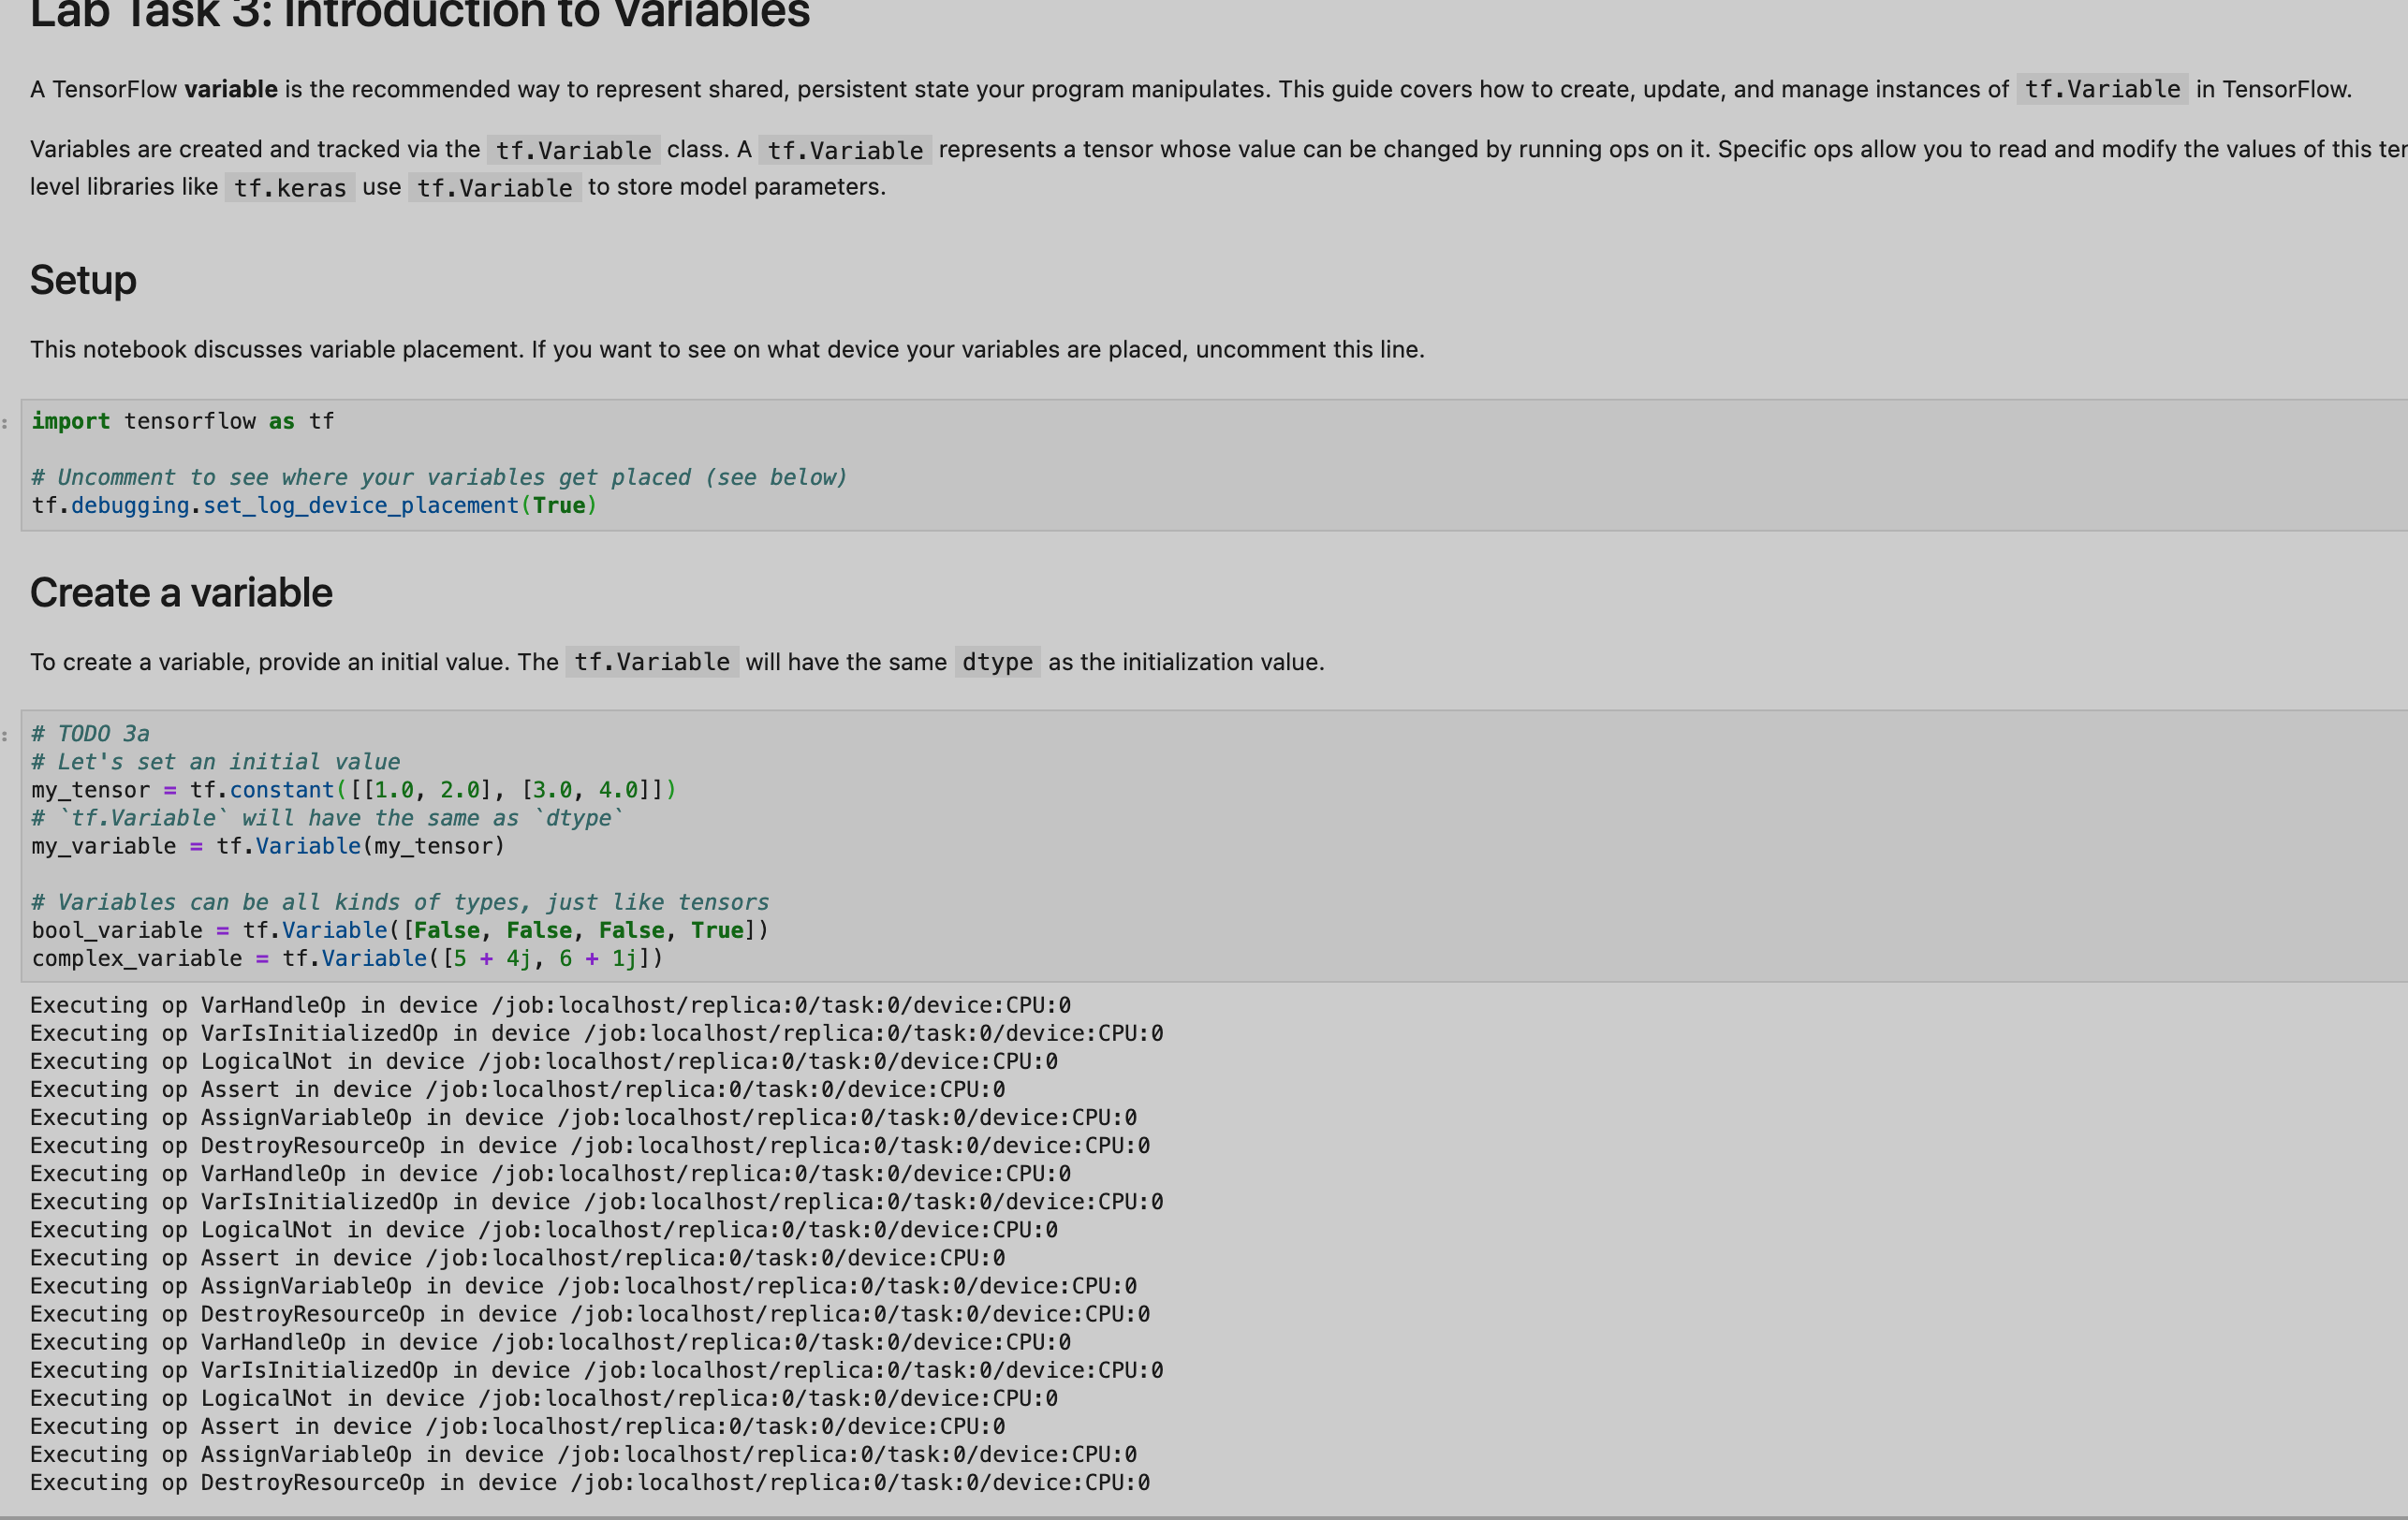 Lab Task 3: Introduction to Variables
A TensorFlow variable is the recommended way to represent shared, persistent state your program manipulates. This guide covers how to create, update, and manage instances of tf.Variable in TensorFlow.
Variables are created and tracked via the tf.Variable class. A tf.Variable represents a tensor whose value can be changed by running ops on it. Specific ops allow you to read and modify the values of this
level libraries like tf.keras use tf.Variable to store model parameters.
Setup
This notebook discusses variable placement. If you want to see on what device your variables are placed, uncomment this line.
:
import tensorflow as tf
# Uncomment to see where your variables get placed (see below)
tf.debugging.set_log_device_placement(True)
Create a variable
To create a variable, provide an initial value. The tf.Variable will have the same dtype as the initialization value.
:
# TODO 3a
# Let's set an initial value
my_tensor = tf.constant([[1.0, 2.0], [3.0, 4.0]])
# `tf.Variable` will have the same as `dtype`
my_variable = tf.Variable(my_tensor)
# Variables can be all kinds of types, just like tensors
bool_variable = tf.Variable([False, False, False, True])
complex_variable = tf.Variable([5 + 4j, 6 + 1j])
Executing op VarHandleOp in device /job:localhost/replica:0/task:0/device:CPU:0
Executing op VarIsInitializedOp in device /job:localhost/replica:0/task:0/device:CPU:0
Executing op LogicalNot in device /job:localhost/replica:0/task:0/device:CPU:0
Executing op Assert in device /job:localhost/replica:0/task:0/device:CPU:0
Executing op AssignVariableOp in device /job:localhost/replica:0/task:0/device:CPU:0
Executing op DestroyResourceOp in device /job:localhost/replica:0/task:0/device:CPU:0
Executing op VarHandleOp in device /job:localhost/replica:0/task:0/device:CPU:0
Executing op VarIsInitializedOp in device /job:localhost/replica:0/task:0/device:CPU:0
Executing op LogicalNot in device /job:localhost/replica:0/task:0/device:CPU:0
Executing op Assert in device /job:localhost/replica:0/task:0/device:CPU:0
Executing op AssignVariableOp in device /job:localhost/replica:0/task:0/device:CPU:0
Executing op DestroyResourceOp in device /job:localhost/replica:0/task:0/device:CPU:0
Executing op VarHandleOp in device /job:localhost/replica:0/task:0/device:CPU:0
Executing op VarIsInitializedOp in device /job:localhost/replica:0/task:0/device:CPU:0
Executing op LogicalNot in device /job:localhost/replica:0/task:0/device:CPU:0
Executing op Assert in device /job:localhost/replica:0/task:0/device:CPU:0
Executing op AssignVariableOp in device /job:localhost/replica:0/task:0/device:CPU:0
Executing op DestroyResourceOp in device /job:localhost/replica:0/task:0/device:CPU:0